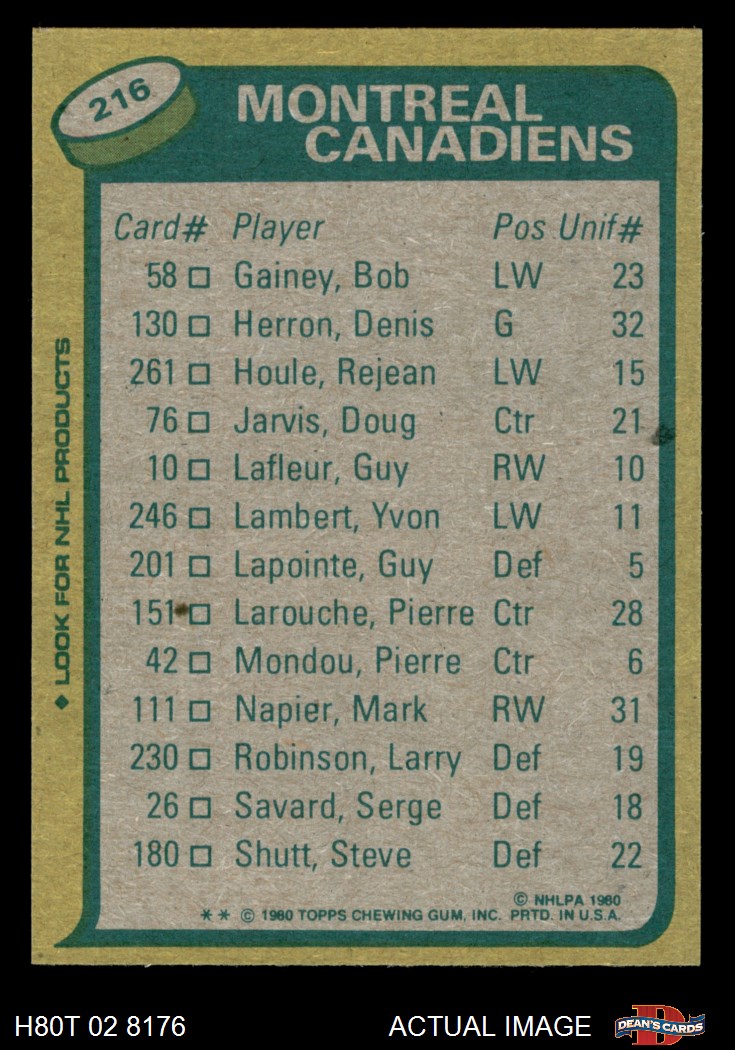 216
MONTREAL
CANADIENS
Card# Player Pos Unif#
58 Gainey, Bob LW 23
130 Herron, Denis G 32
261 Houle, Rejean LW 15
76 Jarvis, Doug Ctr 21
10 Lafleur, Guy RW 10
246 Lambert, Yvon LW 11
201 Lapointe, Guy Def 5
151 Larouche, Pierre Ctr 28
42 Mondou, Pierre Ctr 6
111 Napier, Mark RW 31
230 Robinson, Larry Def 19
26 Savard, Serge Def 18
180 Shutt, Steve Def 22
© NHLPA 1980
** © 1980 TOPPS CHEWING GUM, INC. PRTD. IN U.S.A.
◆ LOOK FOR NHL PRODUCTS
H80T 02 8176 ACTUAL IMAGE
D
DEAN'S CARDS